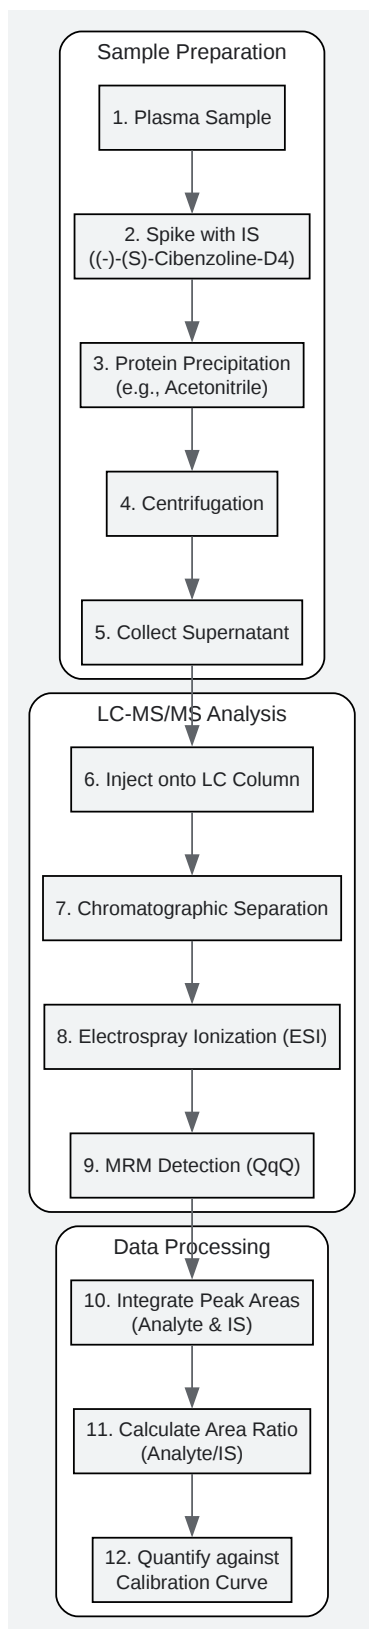 Sample Preparation
1. Plasma Sample
2. Spike with IS
((-)-(S)-Cibenzoline-D4)
3. Protein Precipitation
(e.g., Acetonitrile)
4. Centrifugation
5. Collect Supernatant
LC-MS/MS Analysis
6. Inject onto LC Column
7. Chromatographic Separation
8. Electrospray Ionization (ESI)
9. MRM Detection (QqQ)
Data Processing
10. Integrate Peak Areas
(Analyte & IS)
11. Calculate Area Ratio
(Analyte/IS)
12. Quantify against
Calibration Curve